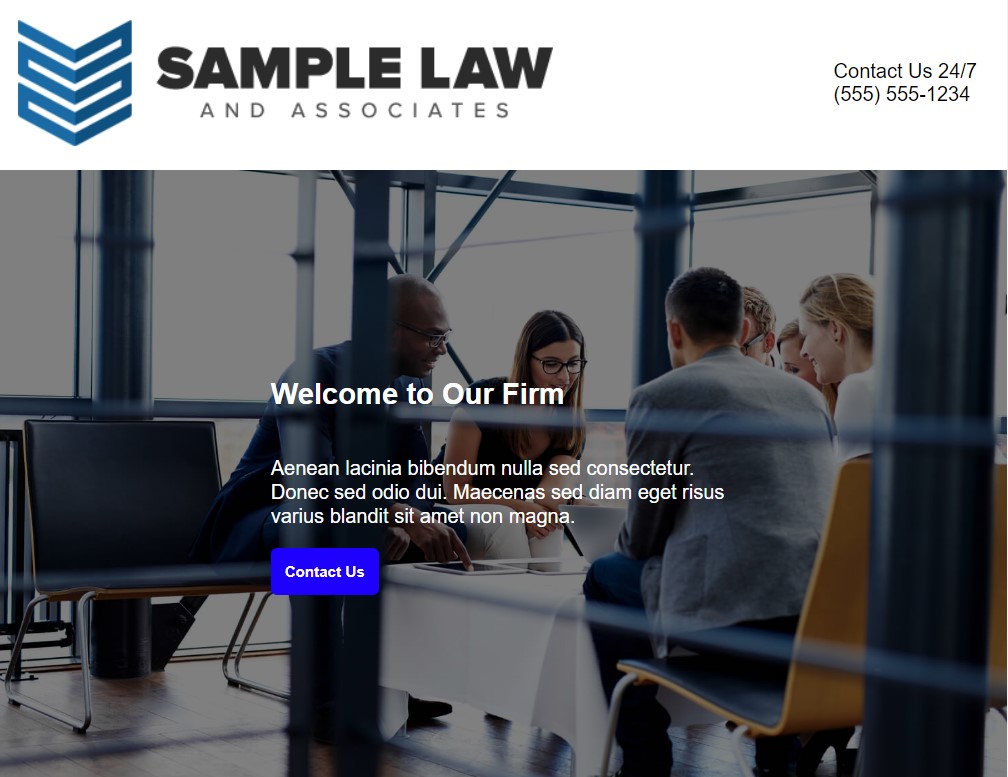 SAMPLE LAW
AND ASSOCIATES
Contact Us 24/7
(555) 555-1234
Welcome to Our Firm
Aenean lacinia bibendum nulla sed consectetur.
Donec sed odio dui. Maecenas sed diam eget risus
varius blandit sit amet non magna.
Contact Us